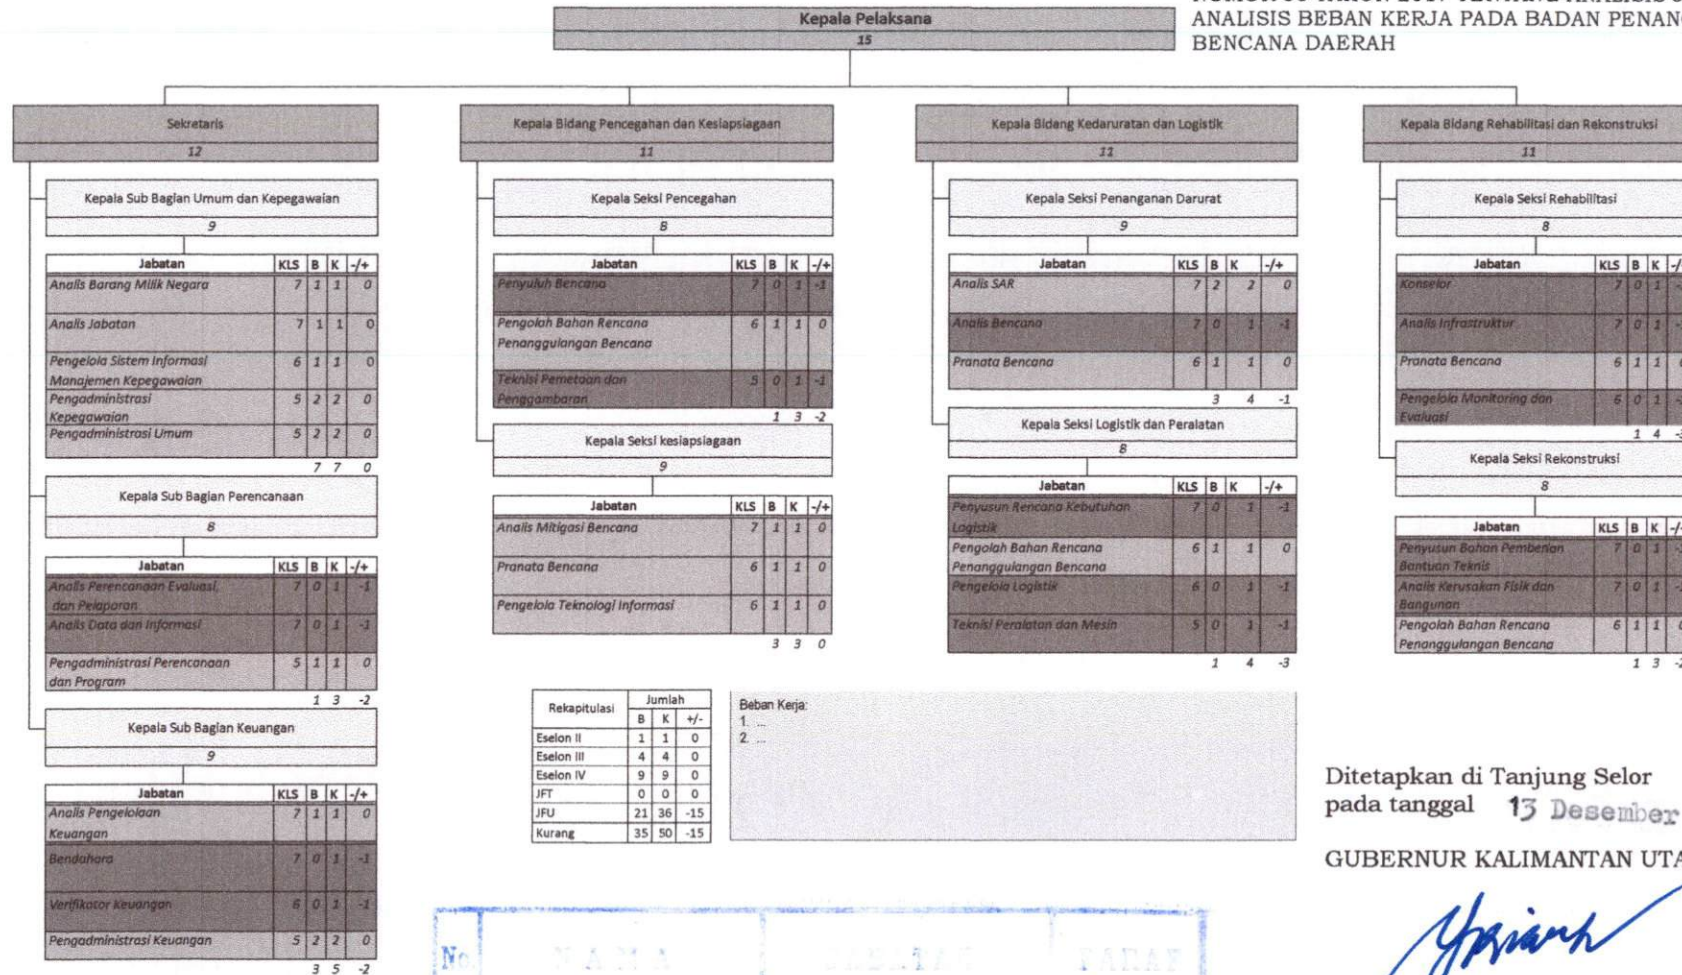 Kepala Pelaksana
15
ANALISIS BEBAN KERJA PADA BADAN
BENCANA DAERAH
Sekretaris
12
Kepala Sub Bagian Umum dan Kepegawaian
9
Jabatan KLS B K -/+
Analis Barang Milik Negara 7 1 1 0
Analis Jabatan 7 1 1 0
Pengelola Sistem Informasi 6 1 1 0
Manajemen Kepegawaian
Pengadministrasi 5 2 2 0
Kepegawaian
Pengadministrasi Umum 5 2 2 0
7 7 0
Kepala Sub Bagian Perencanaan
8
Jabatan KLS B K -/+
Analis Perencanaan Evaluasi, 7 0 1 -1
dan Pelaporan
Analis Data dan Informasi 7 0 1 -1
Pengadministrasi Perencanaan 5 1 1 0
dan Program
1 3 -2
Kepala Sub Bagian Keuangan
9
Jabatan KLS B K -/+
Analis Pengelolaan 7 1 1 0
Keuangan
Bendahara 7 0 1 -1
Verifikator Keuangan 6 0 1 -1
Pengadministrasi Keuangan 5 2 2 0
3 5 -2
Kepala Bidang Pencegahan dan Kesiapsiagaan
11
Kepala Seksi Pencegahan
8
Jabatan KLS B K -/+
Penyuluh Bencana 7 0 1 -1
Pengolah Bahan Rencana 6 1 1 0
Penanggulangan Bencana
Teknisi Pemetaan dan 5 0 1 -1
Penggambaran
1 3 -2
Kepala Seksi kesiapsiagaan
9
Jabatan KLS B K -/+
Analis Mitigasi Bencana 7 1 1 0
Pranata Bencana 6 1 1 0
Pengelola Teknologi Informasi 6 1 1 0
3 3 0
Kepala Bidang Kedaruratan dan Logistik
11
Kepala Seksi Penanganan Darurat
9
Jabatan KLS B K -/+
Analis SAR 7 2 2 0
Analis Bencana 7 0 1 -1
Pranata Bencana 6 1 1 0
3 4 -1
Kepala Seksi Logistik dan Peralatan
8
Jabatan KLS B K -/+
Penyusun Rencana Kebutuhan 7 0 1 -1
Logistik
Pengolah Bahan Rencana 6 1 1 0
Penanggulangan Bencana
Pengelola Logistik 6 0 1 -1
Teknisi Peralatan dan Mesin 5 0 1 -1
1 4 -3
Kepala Bidang Rehabilitasi dan Rekonstruksi
11
Kepala Seksi Rehabilitasi
8
Jabatan KLS B K
Konselor 7 0 1
Analis Infrastruktur 7 0 1
Pranata Bencana 6 1 1
Pengelola Monitoring dan 6 0 1
Evaluasi
1 4
Kepala Seksi Rekonstruksi
8
Jabatan KLS B K
Penyusun Bahan Pemberian 7 0 1
Bantuan Teknis
Analis Kerusakan Fisik dan 7 0 1
Bangunan
Pengolah Bahan Rencana 6 1 1
Penanggulangan Bencana
1 3
Rekapitulasi Jumlah
B K +/-
Eselon II 1 1 0
Eselon III 4 4 0
Eselon IV 9 9 0
JFT 0 0 0
JFU 21 36 -15
Kurang 35 50 -15
Beban Kerja:
1. ...
2. ...
Ditetapkan di Tanjung Selor
pada tanggal 13 Desember
GUBERNUR KALIMANTAN
No. NAMA JABATAN PARAF